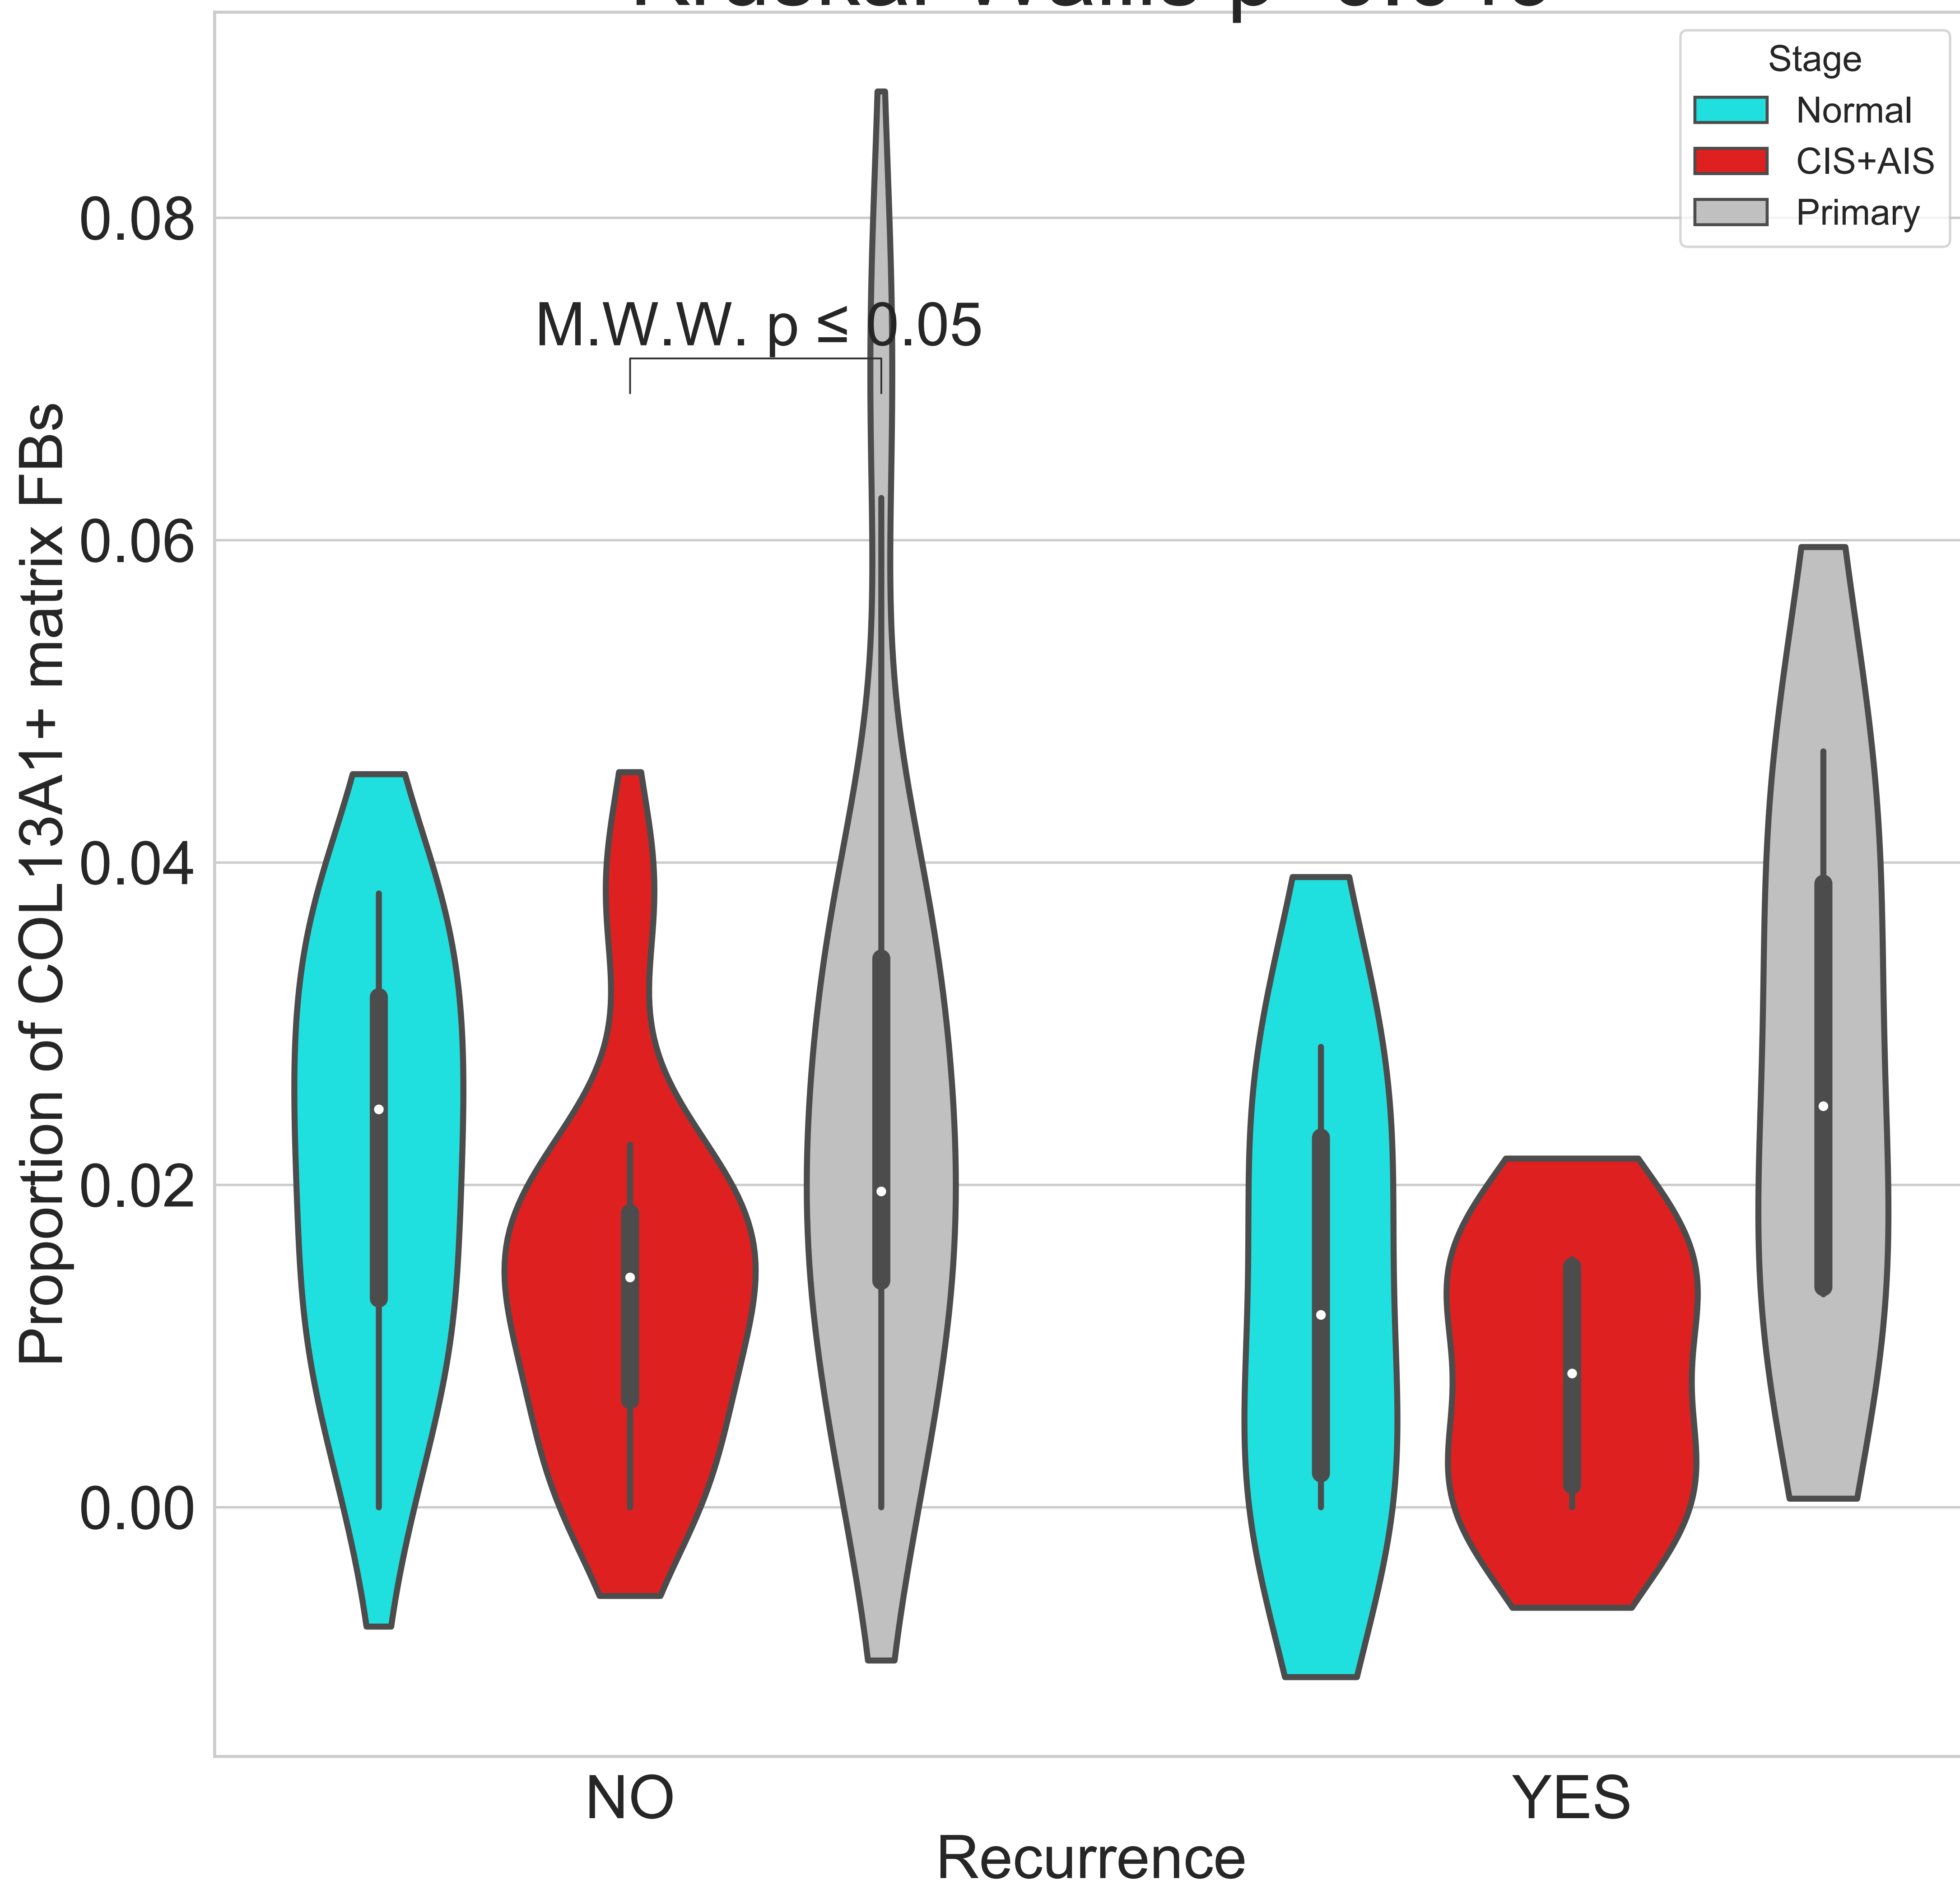 Stage
Normal
CIS+AIS
Primary
M.W.W. p ≤ 0.05
Proportion of COL13A1+ matrix FBs
0.08
0.06
0.04
0.02
0.00
NO
YES
Recurrence